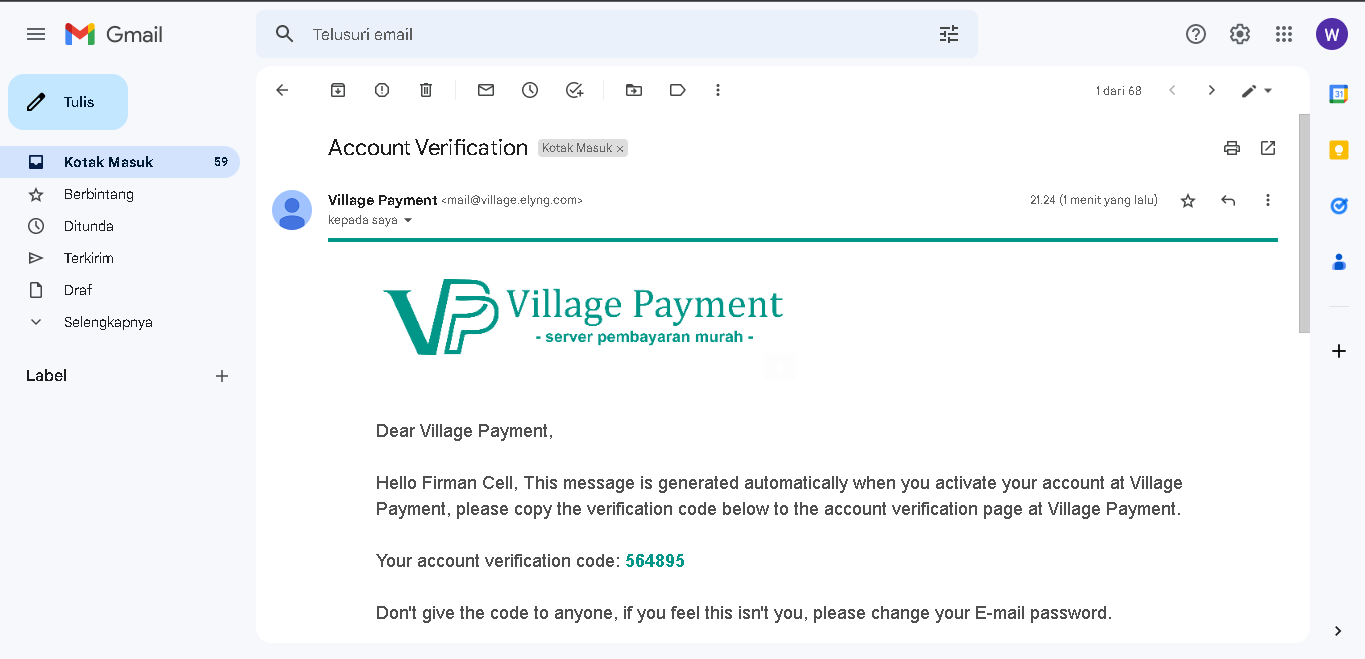 Gmail
Telusuri email
W
Tulis
1 dari 68
31
Kotak Masuk 59
Berbintang
Ditunda
Terkirim
Draf
Selengkapnya
Label
Account Verification Kotak Masuk ×
Village Payment <mail@village.elyng.com> 21.24 (1 menit yang lalu)
kepada saya
VP Village Payment
- server pembayaran murah -
Dear Village Payment,
Hello Firman Cell, This message is generated automatically when you activate your account at Village
Payment, please copy the verification code below to the account verification page at Village Payment.
Your account verification code: 564895
Don't give the code to anyone, if you feel this isn't you, please change your E-mail password.